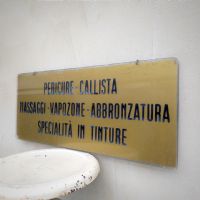 PEDICURE - CALLISTA
MASSAGGI - VAPOZONE - ABBRONZATURA
SPECIALITÀ IN TINTURE